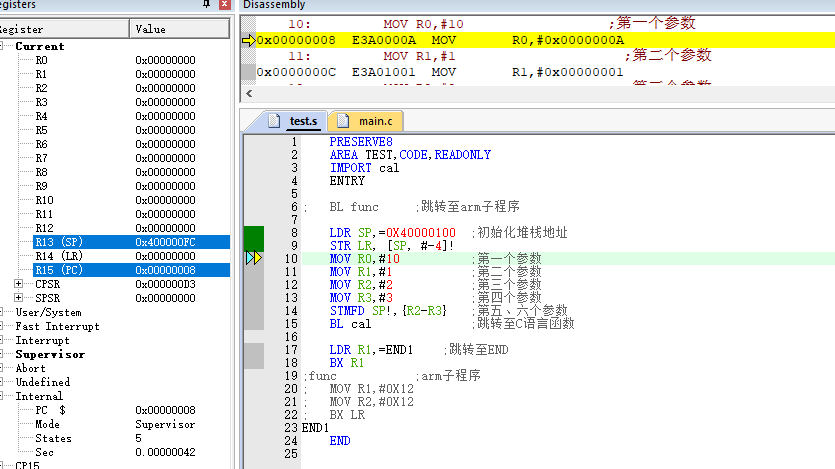 egisters
Disassembly
Register
Value
Current
R0 0x00000000
R1 0x00000000
R2 0x00000000
R3 0x00000000
R4 0x00000000
R5 0x00000000
R6 0x00000000
R7 0x00000000
R8 0x00000000
R9 0x00000000
R10 0x00000000
R11 0x00000000
R12 0x00000000
R13 (SP) 0x400000FC
R14 (LR) 0x00000000
R15 (PC) 0x00000008
CPSR 0x000000D3
SPSR 0x00000000
User/System
Fast Interrupt
Interrupt
Supervisor
Abort
Undefined
Internal
PC $ 0x00000008
Mode Supervisor
States 5
Sec 0.00000042
CP15
10: MOV R0,#10 ;第一个参数
0x00000008 E3A0000A MOV R0,#0x0000000A
11: MOV R1,#1 ;第二个参数
0x0000000C E3A01001 MOV R1,#0x00000001
test.s
main.c
1 PRESERVE8
2 AREA TEST,CODE,READONLY
3 IMPORT cal
4 ENTRY
5
6 ; BL func ;跳转至arm子程序
7
8 LDR SP,=0X40000100 ;初始化堆栈地址
9 STR LR, [SP, #-4]!
10 MOV R0,#10 ;第一个参数
11 MOV R1,#1 ;第二个参数
12 MOV R2,#2 ;第三个参数
13 MOV R3,#3 ;第四个参数
14 STMFD SP!,{R2-R3} ;第五、六个参数
15 BL cal ;跳转至C语言函数
16
17 LDR R1,=END1 ;跳转至END
18 BX R1
19 ;func ;arm子程序
20 ; MOV R1,#0X12
21 ; MOV R2,#0X12
22 ; BX LR
23 END1
24 END
25